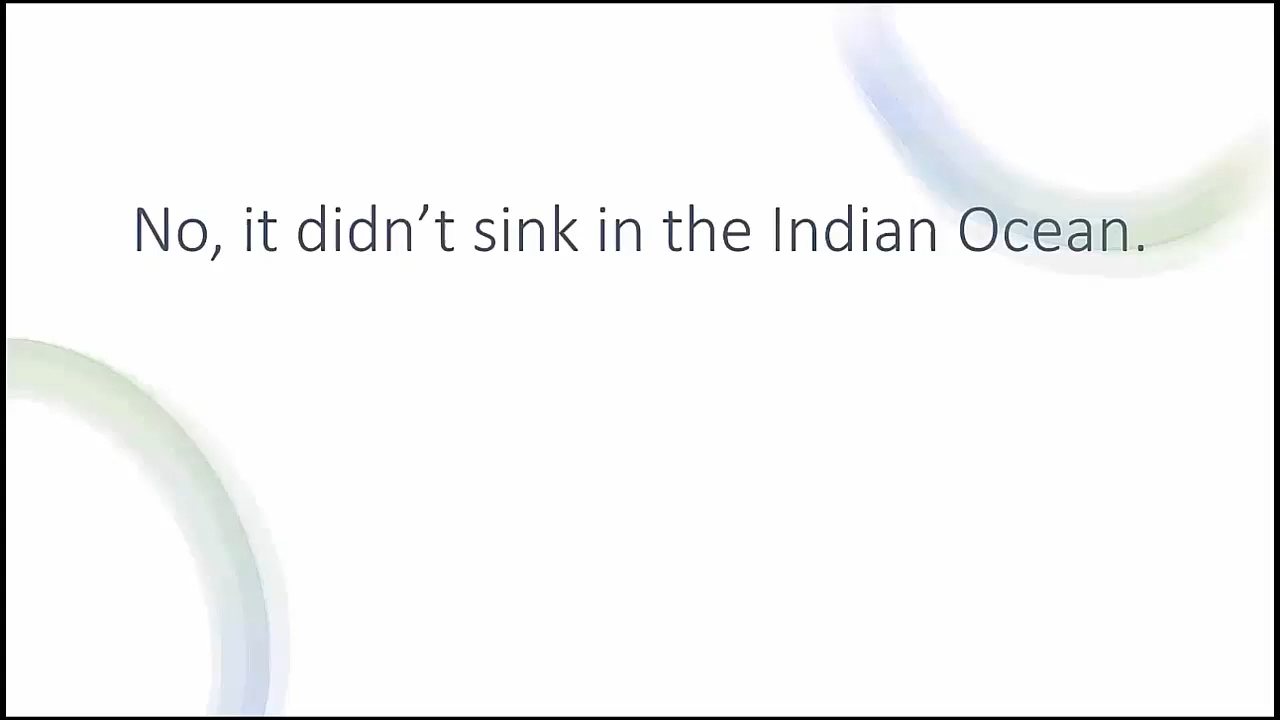 No, it didn’t sink in the Indian Ocean.